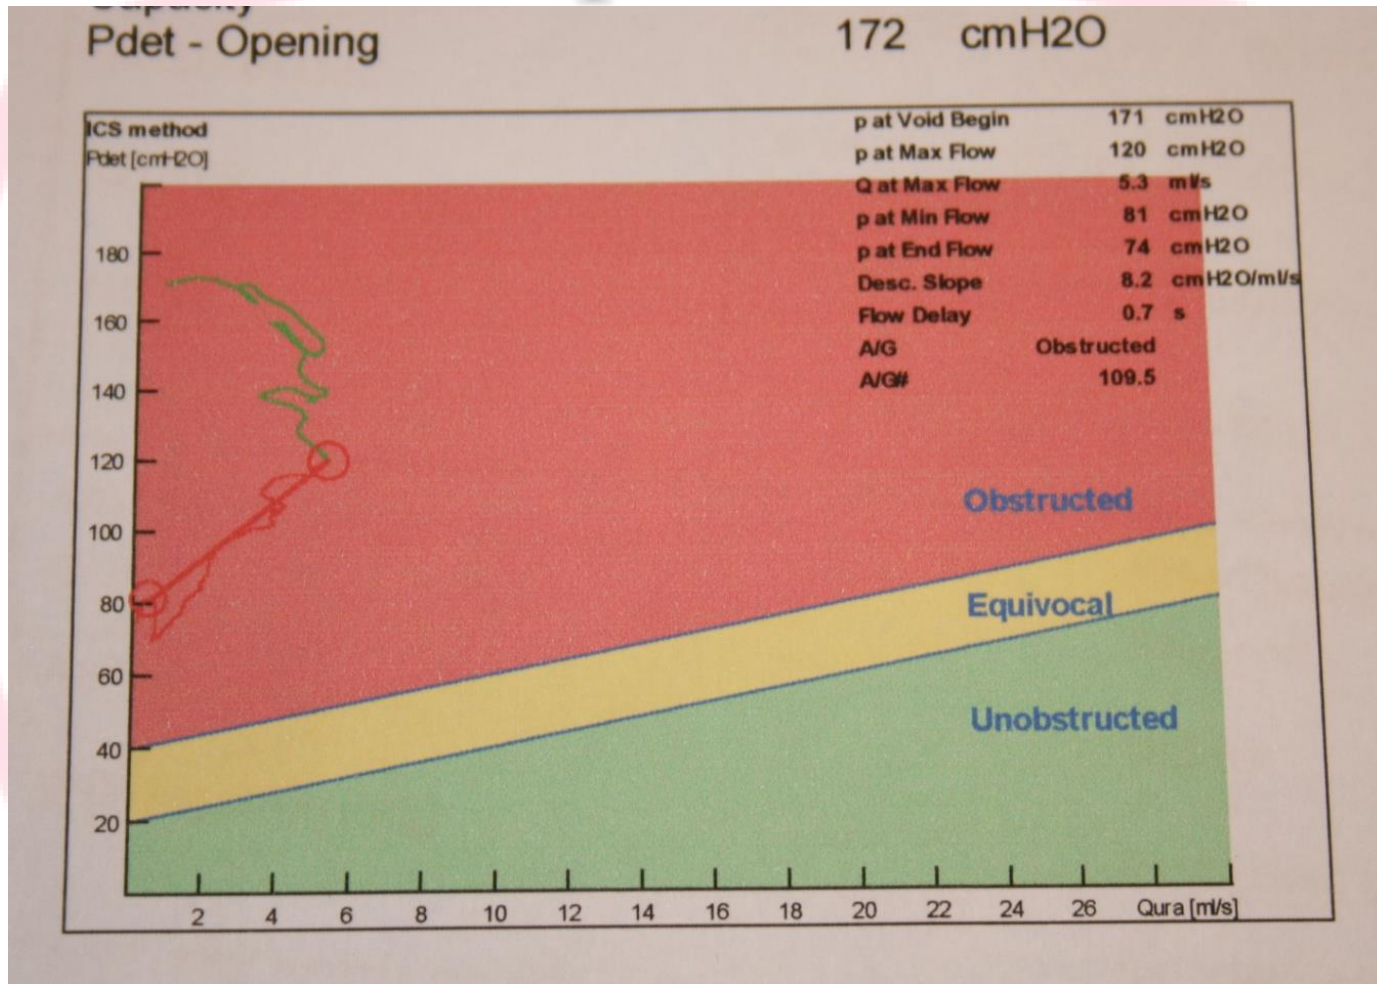 Capacity
Pdet - Opening 172 cmH2O
ICS method
Pdet [cmH2O]
p at Void Begin 171 cmH2O
p at Max Flow 120 cmH2O
Q at Max Flow 5.3 ml/s
p at Min Flow 81 cmH2O
p at End Flow 74 cmH2O
Desc. Slope 8.2 cmH2O/ml/s
Flow Delay 0.7 s
A/G Obstructed
A/G# 109.5
180
160
140
120
100
80
60
40
20
Obstructed
Equivocal
Unobstructed
2 4 6 8 10 12 14 16 18 20 22 24 26 Qura [ml/s]